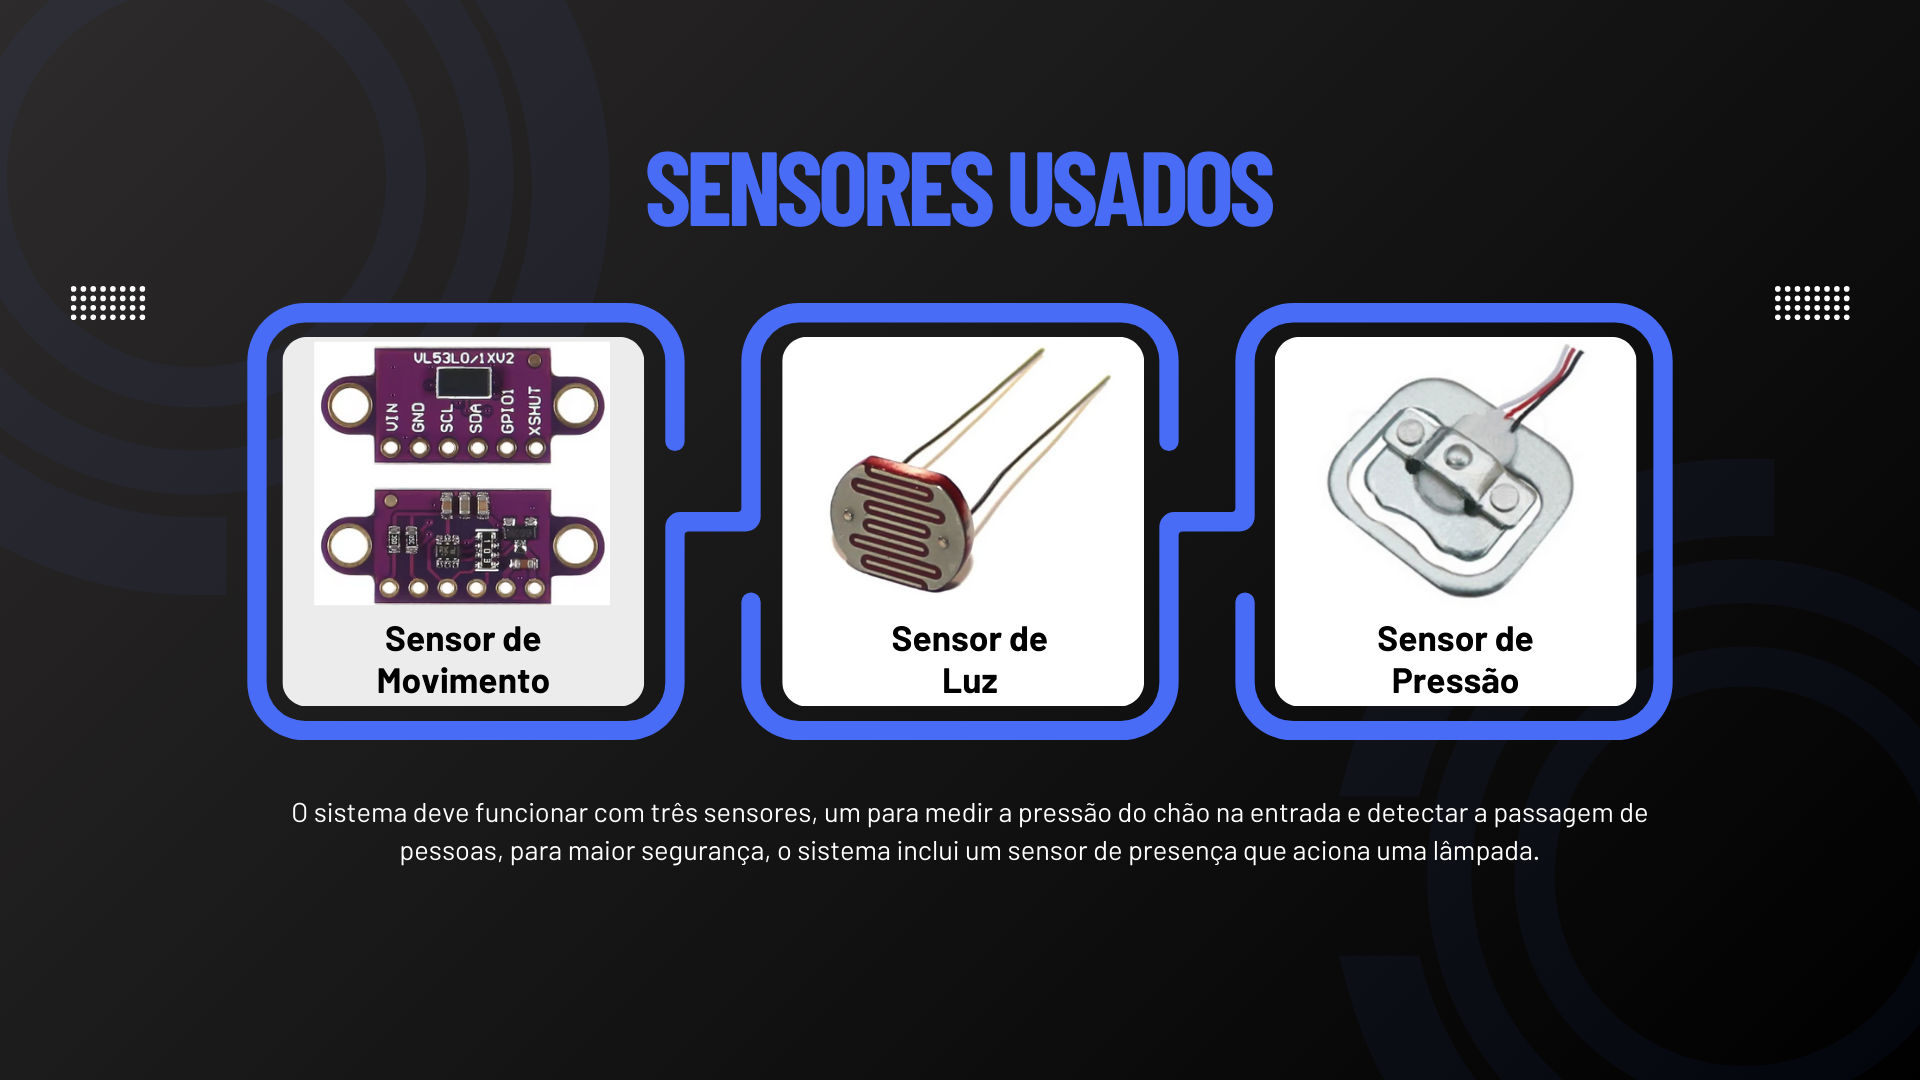 SENSORES USADOS
VL53L0/1XV2
VIN
GND
SCL
SDA
GPIO1
XSHUT
Sensor de
Movimento
Sensor de
Luz
Sensor de
Pressão
O sistema deve funcionar com três sensores, um para medir a pressão do chão na entrada e detectar a passagem de
pessoas, para maior segurança, o sistema inclui um sensor de presença que aciona uma lâmpada.